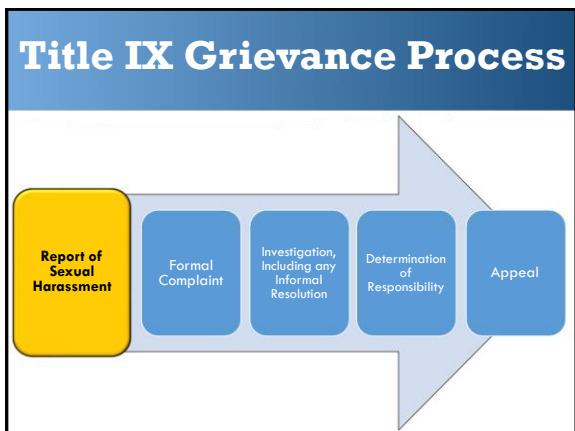 Title IX Grievance Process
Report of
Sexual
Harassment
Formal
Complaint
Investigation,
Including any
Informal
Resolution
Determination
of
Responsibility
Appeal